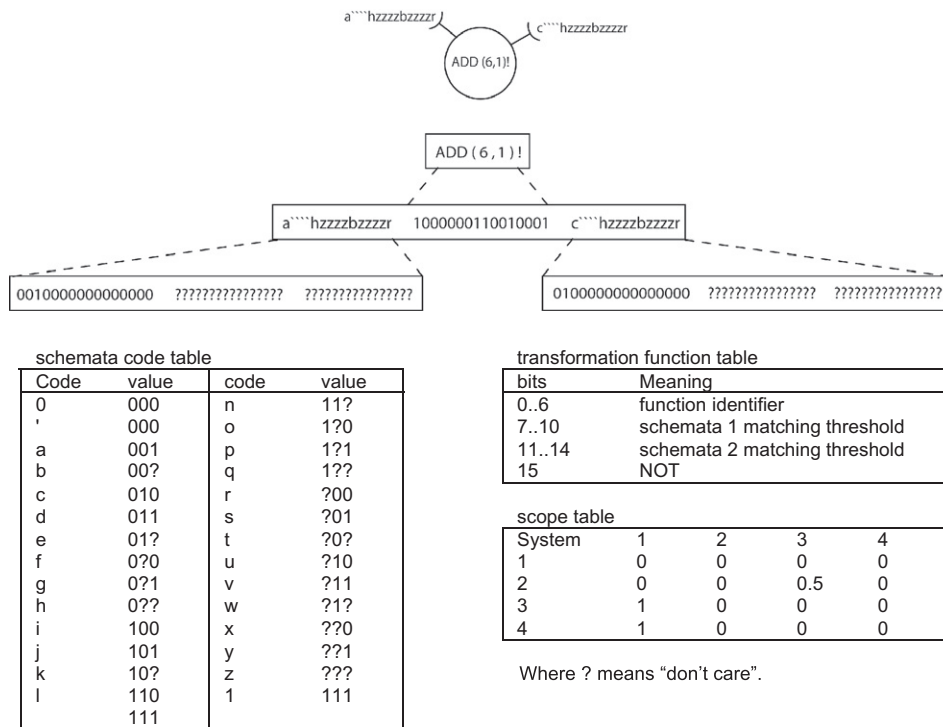 a````hzzzzbzzzzr
c````hzzzzbzzzzr
ADD (6,1)!
ADD ( 6 , 1 ) !
a````hzzzzbzzzzr 1000000110010001 c````hzzzzbzzzzr
0010000000000000 ???????????????? ????????????????
0100000000000000 ???????????????? ????????????????
schemata code table
Code value code value
0 000 n 11?
' 000 o 1?0
a 001 p 1?1
b 00? q 1??
c 010 r ?00
d 011 s ?01
e 01? t ?0?
f 0?0 u ?10
g 0?1 v ?11
h 0?? w ?1?
i 100 x ??0
j 101 y ??1
k 10? z ???
l 110 1 111
111
transformation function table
bits Meaning
0..6 function identifier
7..10 schemata 1 matching threshold
11..14 schemata 2 matching threshold
15 NOT
scope table
System 1 2 3 4
1 0 0 0 0
2 0 0 0.5 0
3 1 0 0 0
4 1 0 0 0
Where ? means “don’t care”.